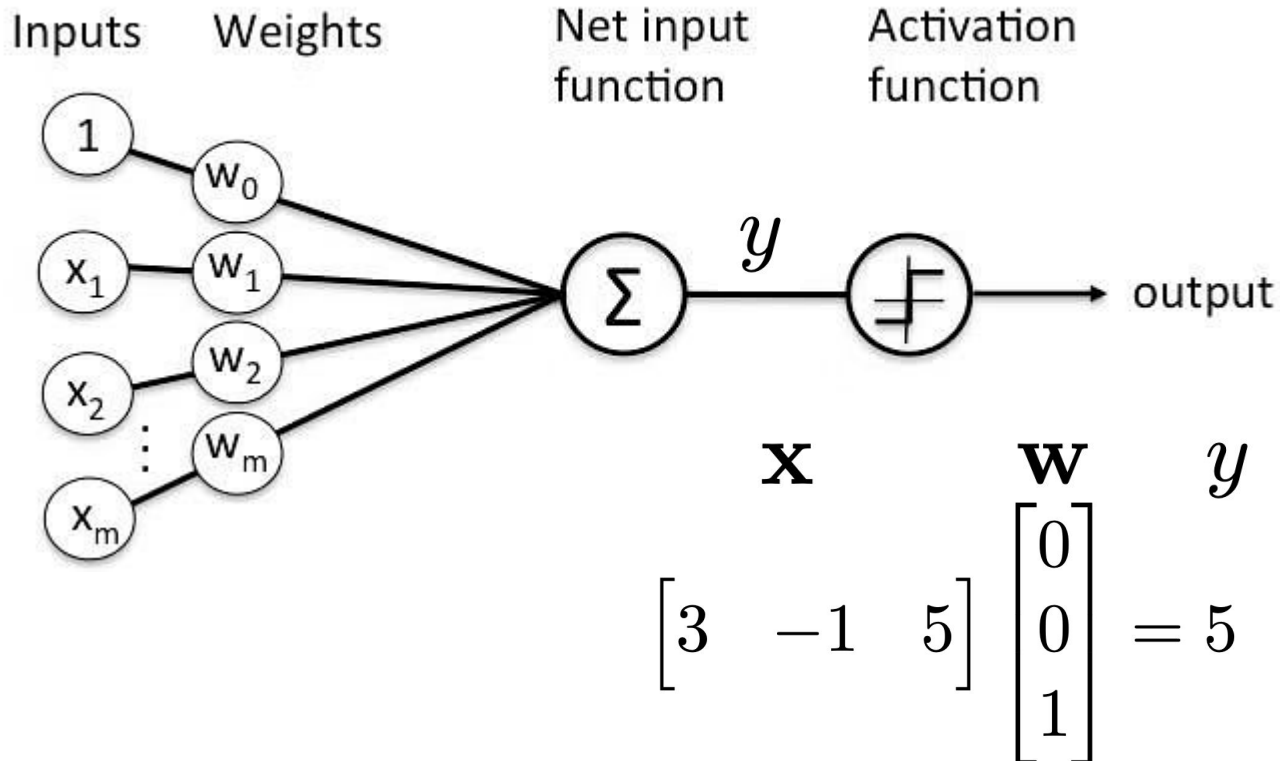 Inputs Weights Net input function Activation function
1
w₀
x₁ w₁
x₂ w₂
⋮
xₘ wₘ
Σ
y
output
x w y
[3 −1 5] [0 0 1] = 5